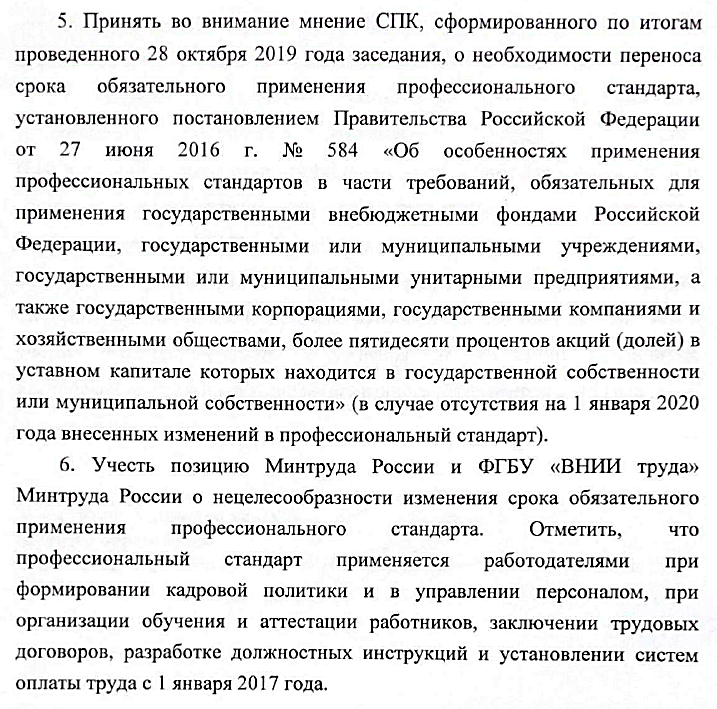 5. Принять во внимание мнение СПК, сформированного по итогам
проведенного 28 октября 2019 года заседания, о необходимости переноса
срока обязательного применения профессионального стандарта,
установленного постановлением Правительства Российской Федерации
от 27 июня 2016 г. № 584 «Об особенностях применения
профессиональных стандартов в части требований, обязательных для
применения государственными внебюджетными фондами Российской
Федерации, государственными или муниципальными учреждениями,
государственными или муниципальными унитарными предприятиями, а
также государственными корпорациями, государственными компаниями и
хозяйственными обществами, более пятидесяти процентов акций (долей) в
уставном капитале которых находится в государственной собственности
или муниципальной собственности» (в случае отсутствия на 1 января 2020
года внесенных изменений в профессиональный стандарт).
6. Учесть позицию Минтруда России и ФГБУ «ВНИИ труда»
Минтруда России о нецелесообразности изменения срока обязательного
применения профессионального стандарта. Отметить, что
профессиональный стандарт применяется работодателями при
формировании кадровой политики и в управлении персоналом, при
организации обучения и аттестации работников, заключении трудовых
договоров, разработке должностных инструкций и установлении систем
оплаты труда с 1 января 2017 года.